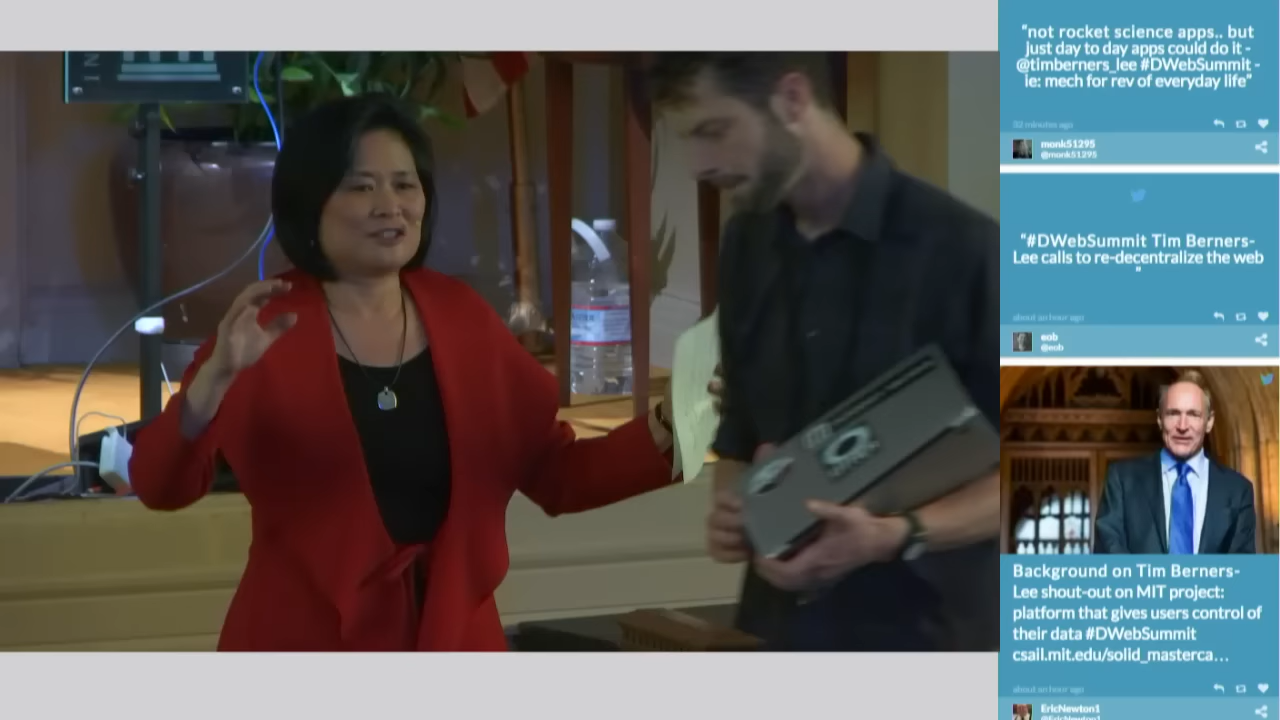 IN
"not rocket science apps.. but
just day to day apps could do it -
@timberners_lee #DWebSummit -
ie: mech for rev of everyday life"
52 minutes ago
monk51295
@monk51295
"#DWebSummit Tim Berners-
Lee calls to re-decentralize the web
"
about an hour ago
eob
@eob
Background on Tim Berners-
Lee shout-out on MIT project:
platform that gives users control of
their data #DWebSummit
csail.mit.edu/solid_masterca...
about an hour ago
EricNewton1
@EricNewton1